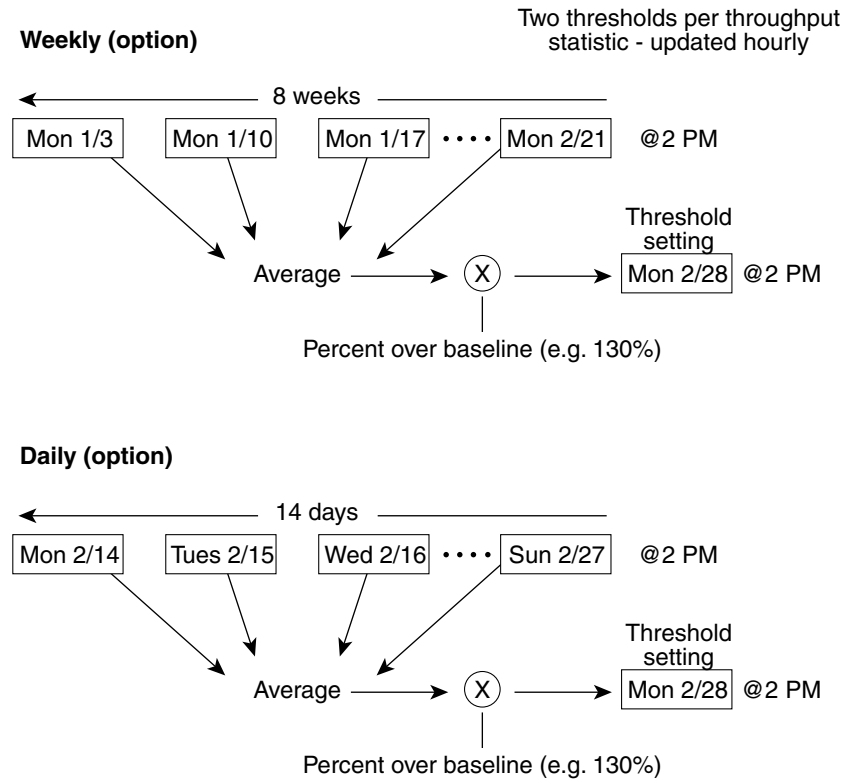 Weekly (option)
Two thresholds per throughput
statistic - updated hourly
8 weeks
Mon 1/3 Mon 1/10 Mon 1/17 •••• Mon 2/21 @2 PM
Threshold
setting
Average X Mon 2/28 @2 PM
Percent over baseline (e.g. 130%)
Daily (option)
14 days
Mon 2/14 Tues 2/15 Wed 2/16 •••• Sun 2/27 @2 PM
Threshold
setting
Average X Mon 2/28 @2 PM
Percent over baseline (e.g. 130%)